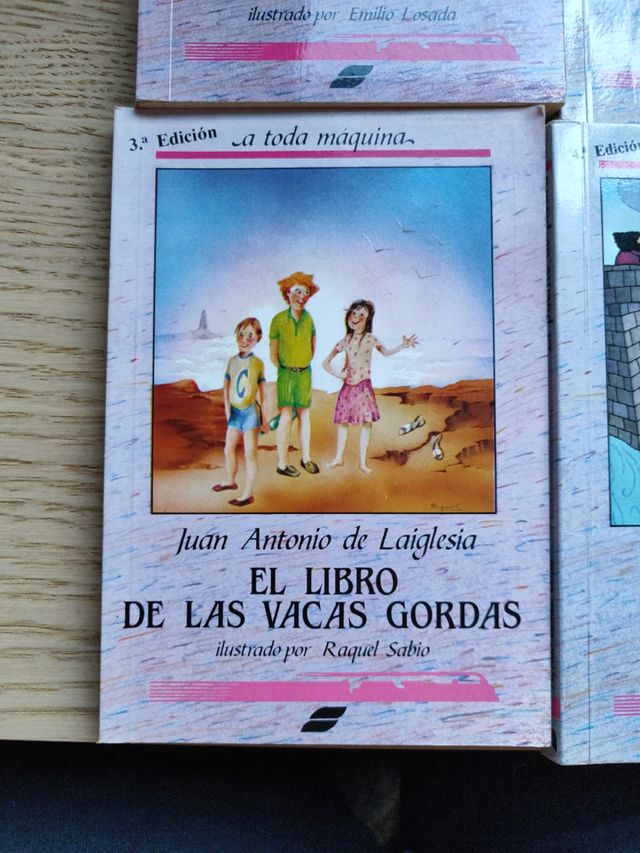 ilustrado por Emilio Losada
3.ª Edición
a toda máquina
4.ª Edición
C
Juan Antonio de Laiglesia
EL LIBRO
DE LAS VACAS GORDAS
ilustrado por Raquel Sabio